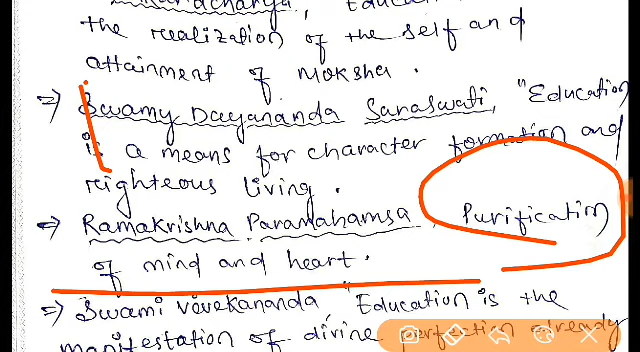 Education
the realization of the self and
attainment of Moksha.
⇒ Swamy Dayananda Saraswati, "Education
is a means for character formation and
righteous living.
⇒ Ramakrishna Paramahamsa, Purification
of mind and heart.
⇒ Swami Vivekananda, "Education is the
manifestation of divine perfection already